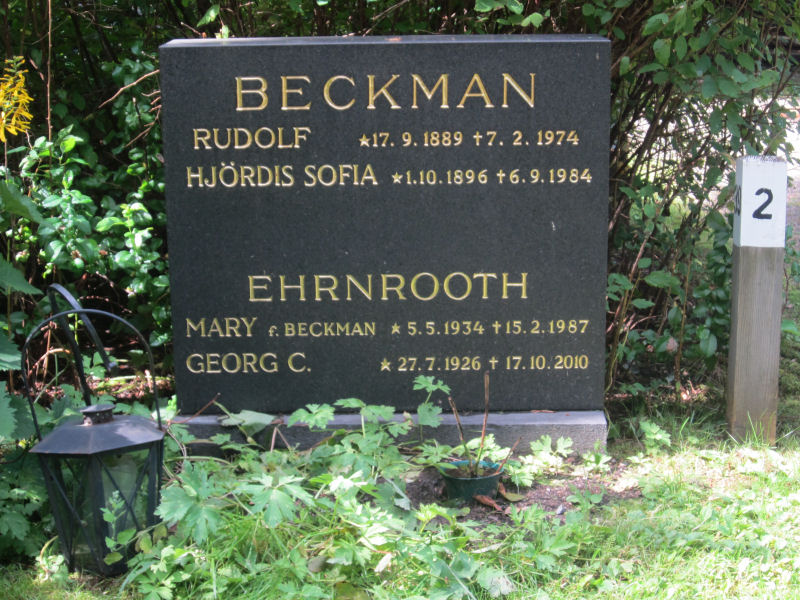 BECKMAN
RUDOLF ★17. 9. 1889 ✝ 7. 2. 1974
HJÖRDIS SOFIA ★1.10. 1896 ✝ 6.9. 1984
EHRNROOTH
MARY f. BECKMAN ★ 5.5. 1934 ✝ 15.2. 1987
GEORG C. ★ 27.7. 1926 ✝ 17.10. 2010
2